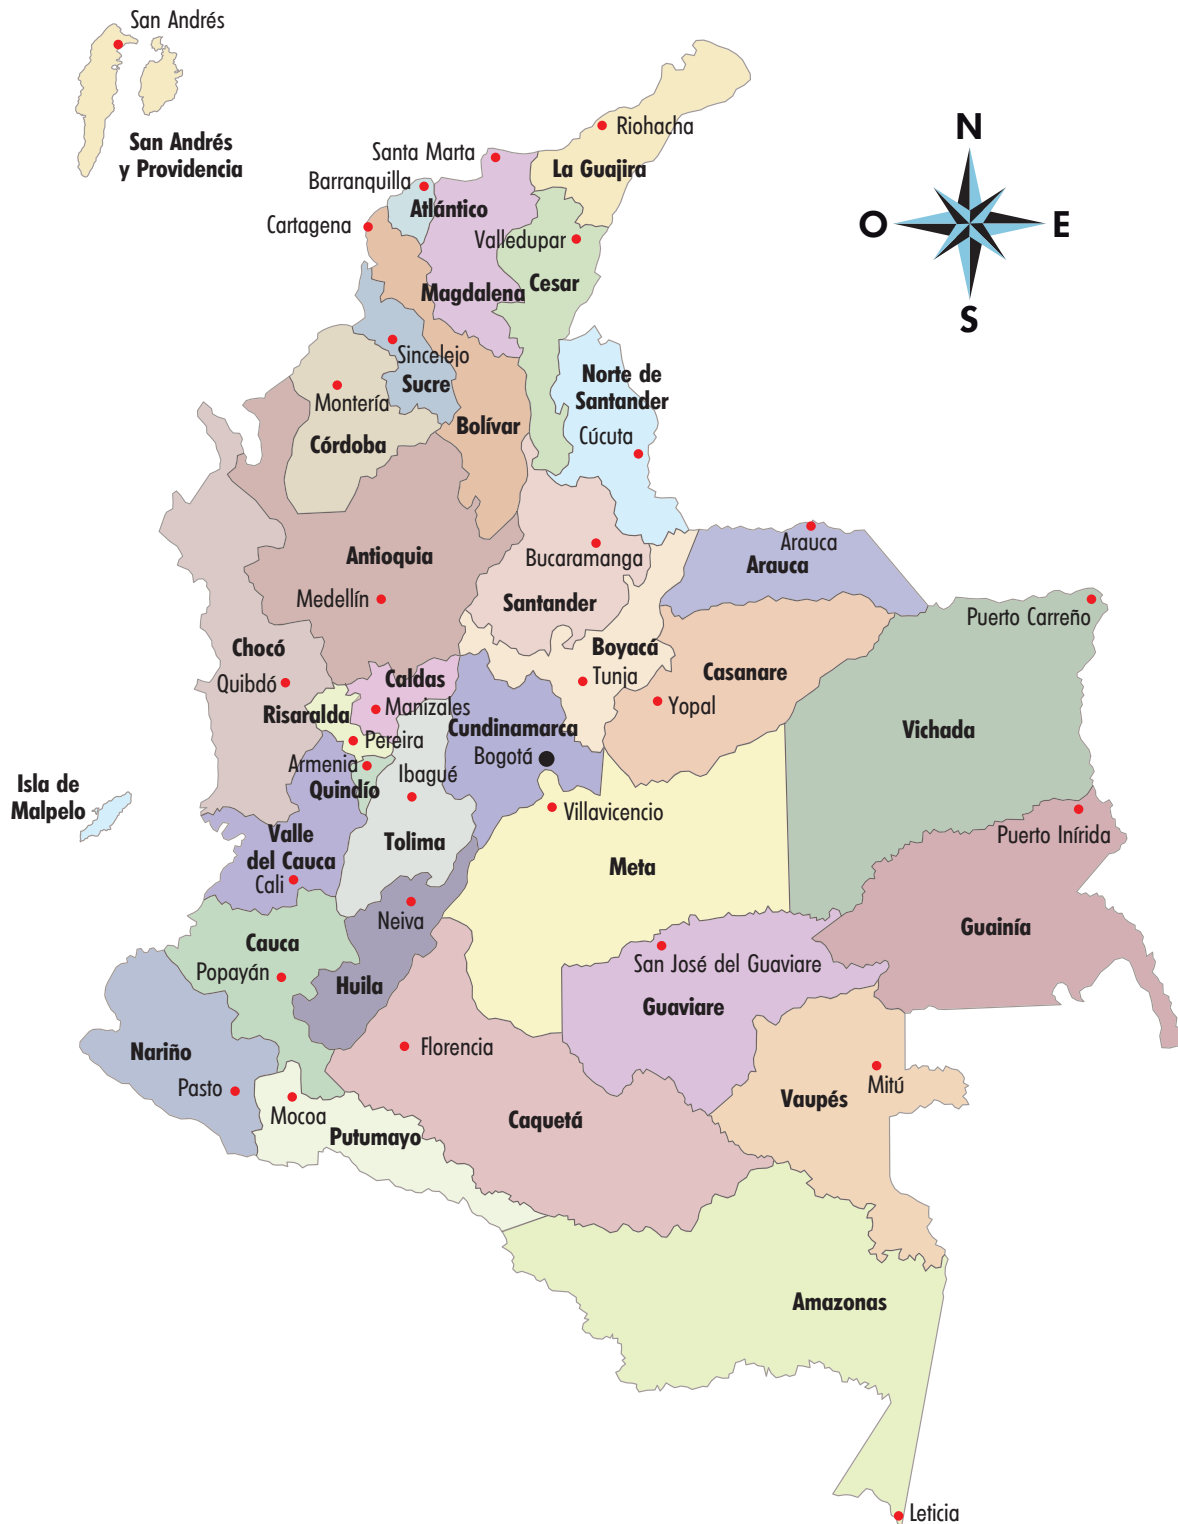 San Andrés
San Andrés
y Providencia
Riohacha
N
Santa Marta
La Guajira
Barranquilla
Atlántico
Cartagena
Valledupar
O
E
Cesar
Magdalena
S
Sincelejo
Norte de
Santander
Sucre
Montería
Bolívar
Córdoba
Cúcuta
Arauca
Antioquia
Bucaramanga
Arauca
Medellín
Santander
Puerto Carreño
Chocó
Boyacá
Casanare
Quibdó
Caldas
Tunja
Risaralda
Manizales
Yopal
Cundinamarca
Vichada
Pereira
Bogotá
Armenia
Ibagué
Isla de
Malpelo
Quindío
Villavicencio
Valle
del Cauca
Tolima
Puerto Inírida
Meta
Cali
Neiva
Guainía
Cauca
San José del Guaviare
Popayán
Huila
Guaviare
Nariño
Florencia
Pasto
Mitú
Mocoa
Vaupés
Caquetá
Putumayo
Amazonas
Leticia